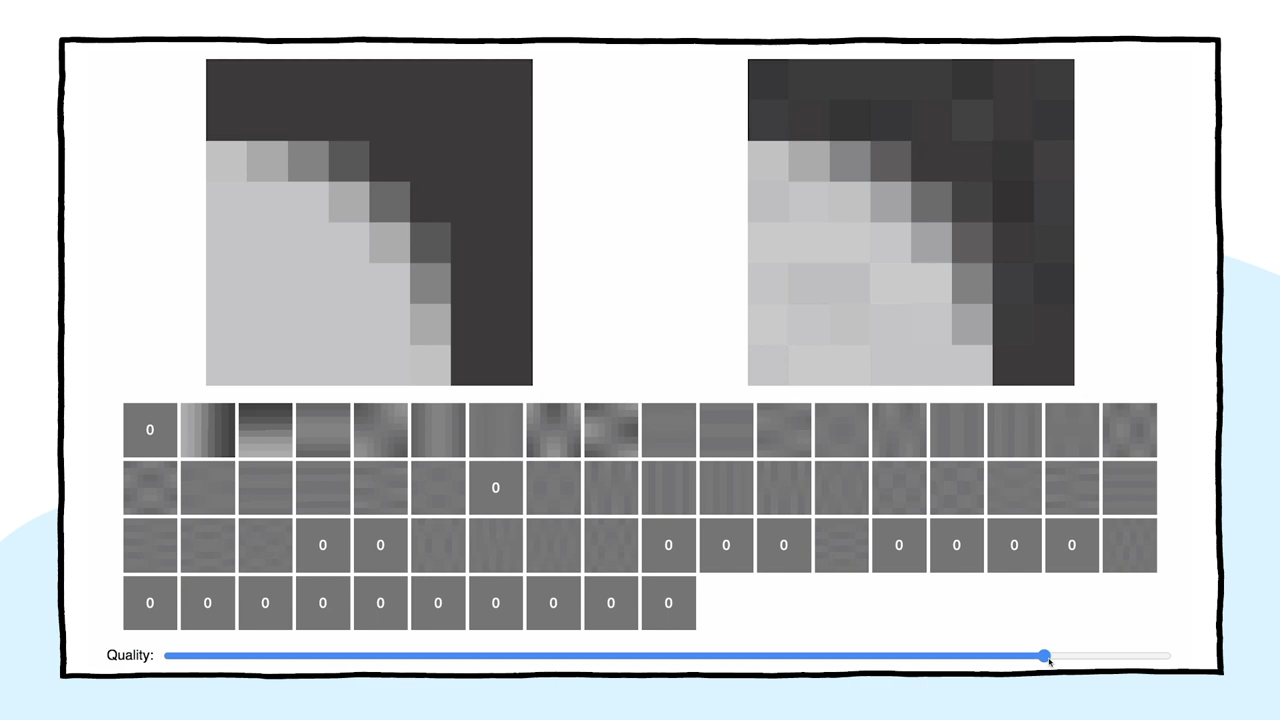 0
0
0 0 0 0 0 0 0 0 0
0 0 0 0 0 0 0 0 0 0
Quality: